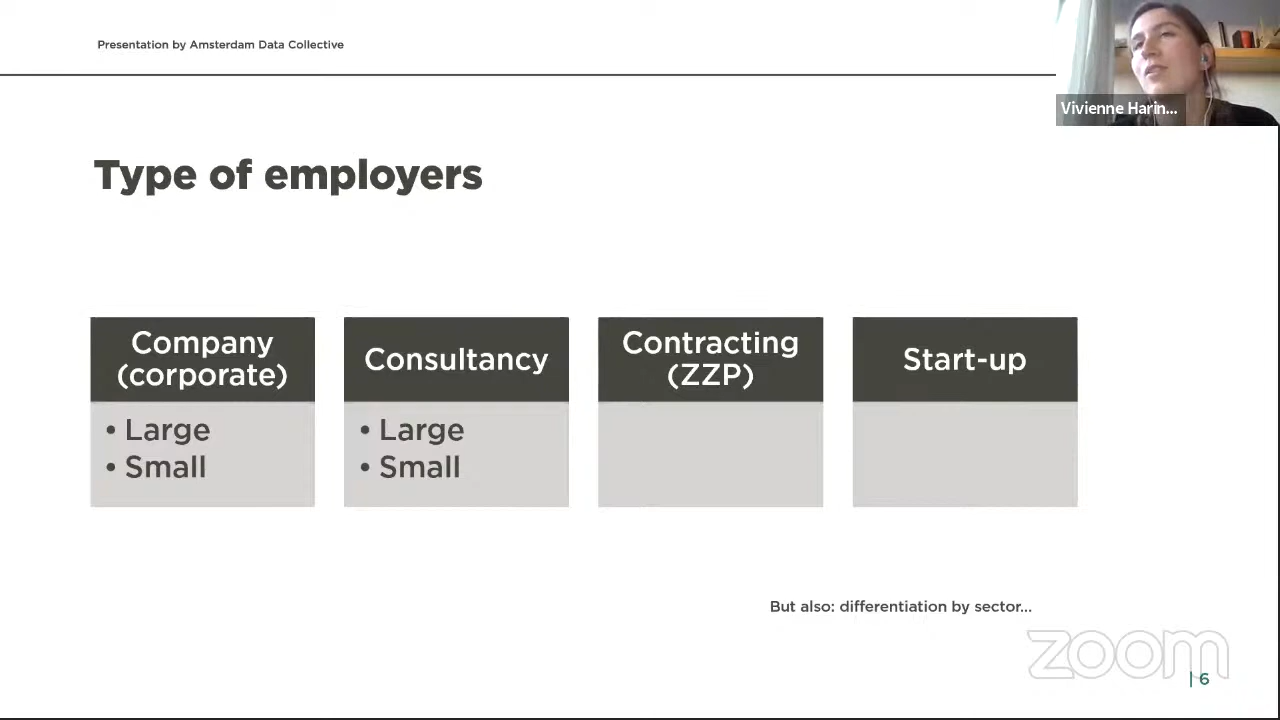 Presentation by Amsterdam Data Collective
Vivienne Harin...
Type of employers
Company
(corporate)
• Large
• Small
Consultancy
• Large
• Small
Contracting
(ZZP)
Start-up
But also: differentiation by sector...
zoom
| 6